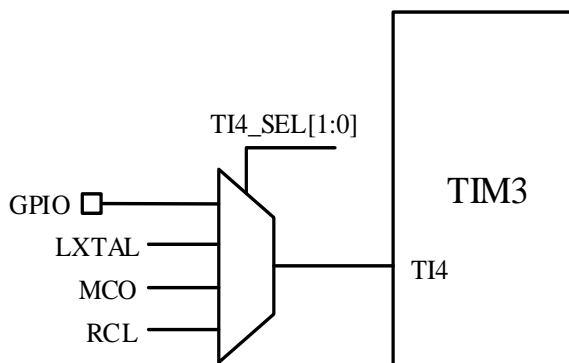 TI4_SEL[1:0]
GPIO
TIM3
LXTAL
TI4
MCO
RCL